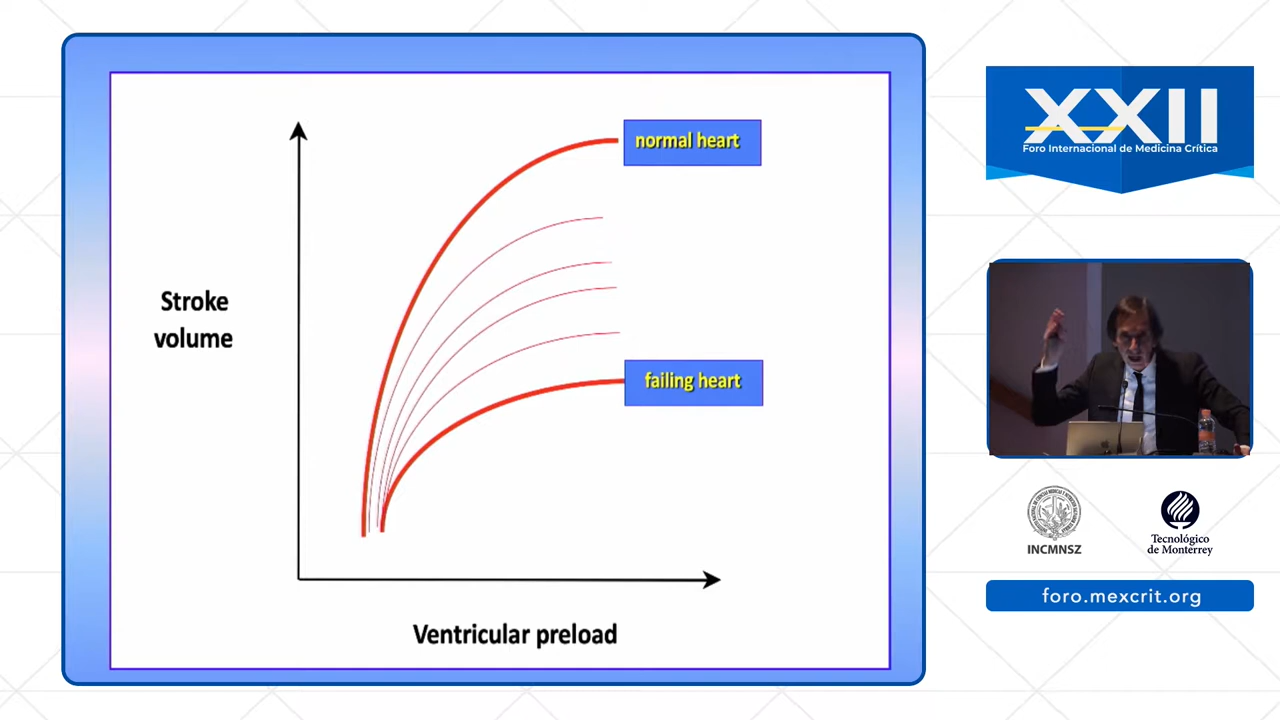 normal heart
Stroke
volume
failing heart
Ventricular preload
XXII
Foro Internacional de Medicina Crítica
INCMNSZ
Tecnológico
de Monterrey
foro.mexcrit.org